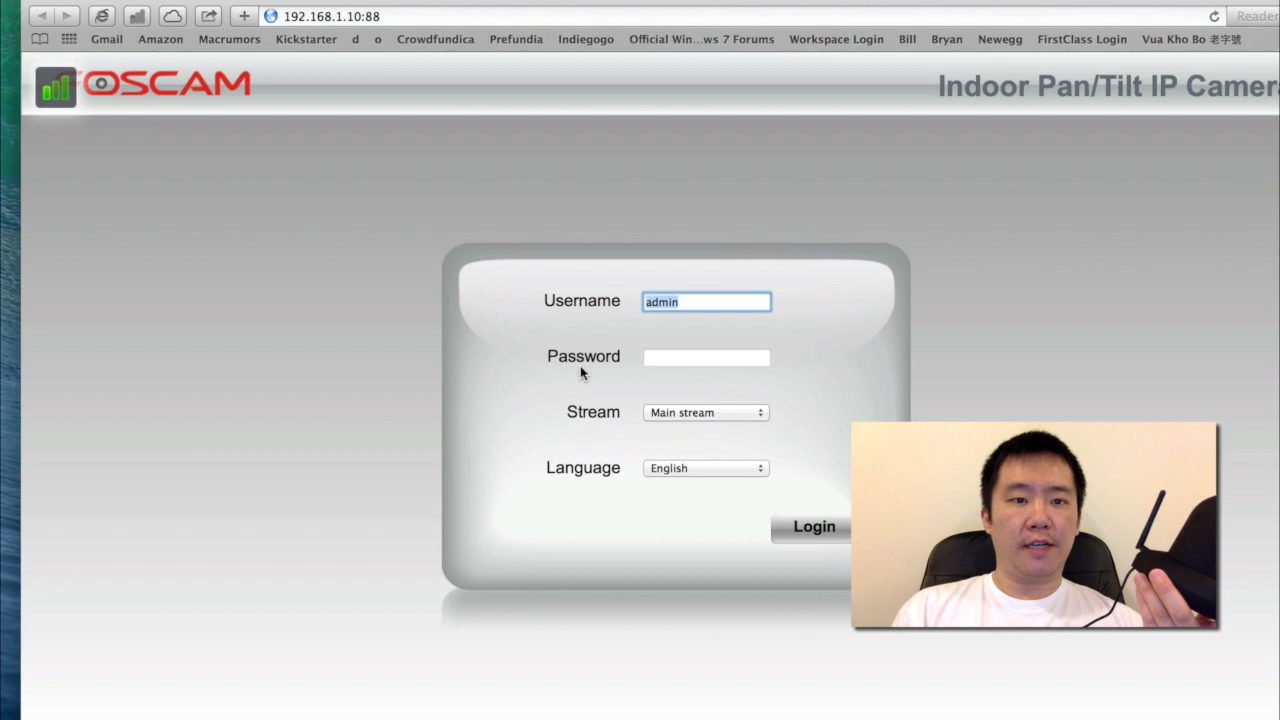 192.168.1.10:88
Reader
Gmail Amazon Macrumors Kickstarter d o Crowdfundica Prefundia Indiegogo Official Win...ws 7 Forums Workspace Login Bill Bryan Newegg FirstClass Login Vua Kho Bo 老字號
FOSCAM
Indoor Pan/Tilt IP Camera
Username admin
Password
Stream Main stream
Language English
Login